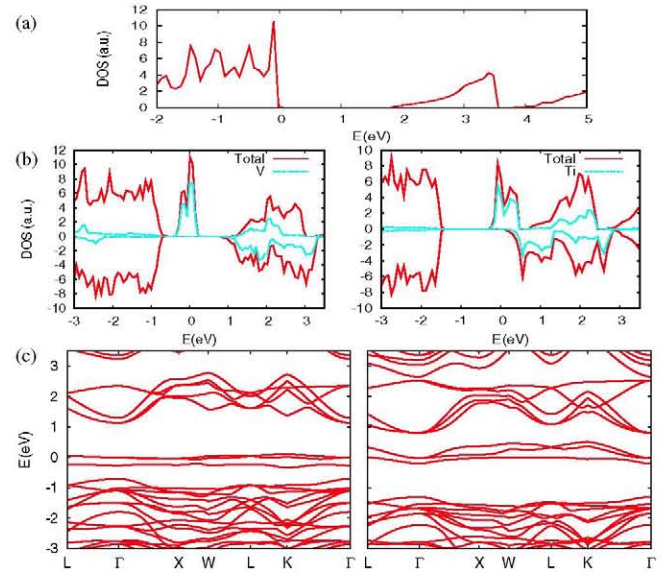 (a)
DOS (a.u.)
12
10
8
6
4
2
0
-2 -1 0 1 2 3 4 5
E(eV)
(b)
DOS (a.u.)
12
10
8
6
4
2
0
-2
-4
-6
-8
-10
Total
V
-3 -2 -1 0 1 2 3
E(eV)
10
8
6
4
2
0
-2
-4
-6
-8
-10
Total
Ti
-3 -2 -1 0 1 2 3
E(eV)
(c)
E(eV)
3
2
1
0
-1
-2
-3
L Γ X W L K Γ
L Γ X W L K Γ